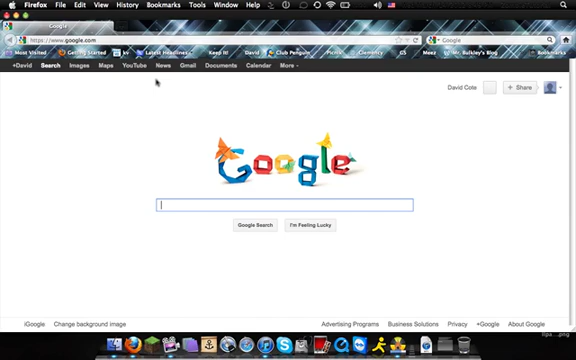 Firefox File Edit View History Bookmarks Tools Window Help
Google
https://www.google.com
Google
Most Visited Getting Started kv Latest Headlines Keep It! David Club Penguin Picnik Clemency GS Meez Mr. Bulkley's Blog Bookmarks
+David Search Images Maps YouTube News Gmail Documents Calendar More
David Cote
+ Share
Google
Google Search I'm Feeling Lucky
iGoogle Change background image Advertising Programs Business Solutions Privacy +Google About Google